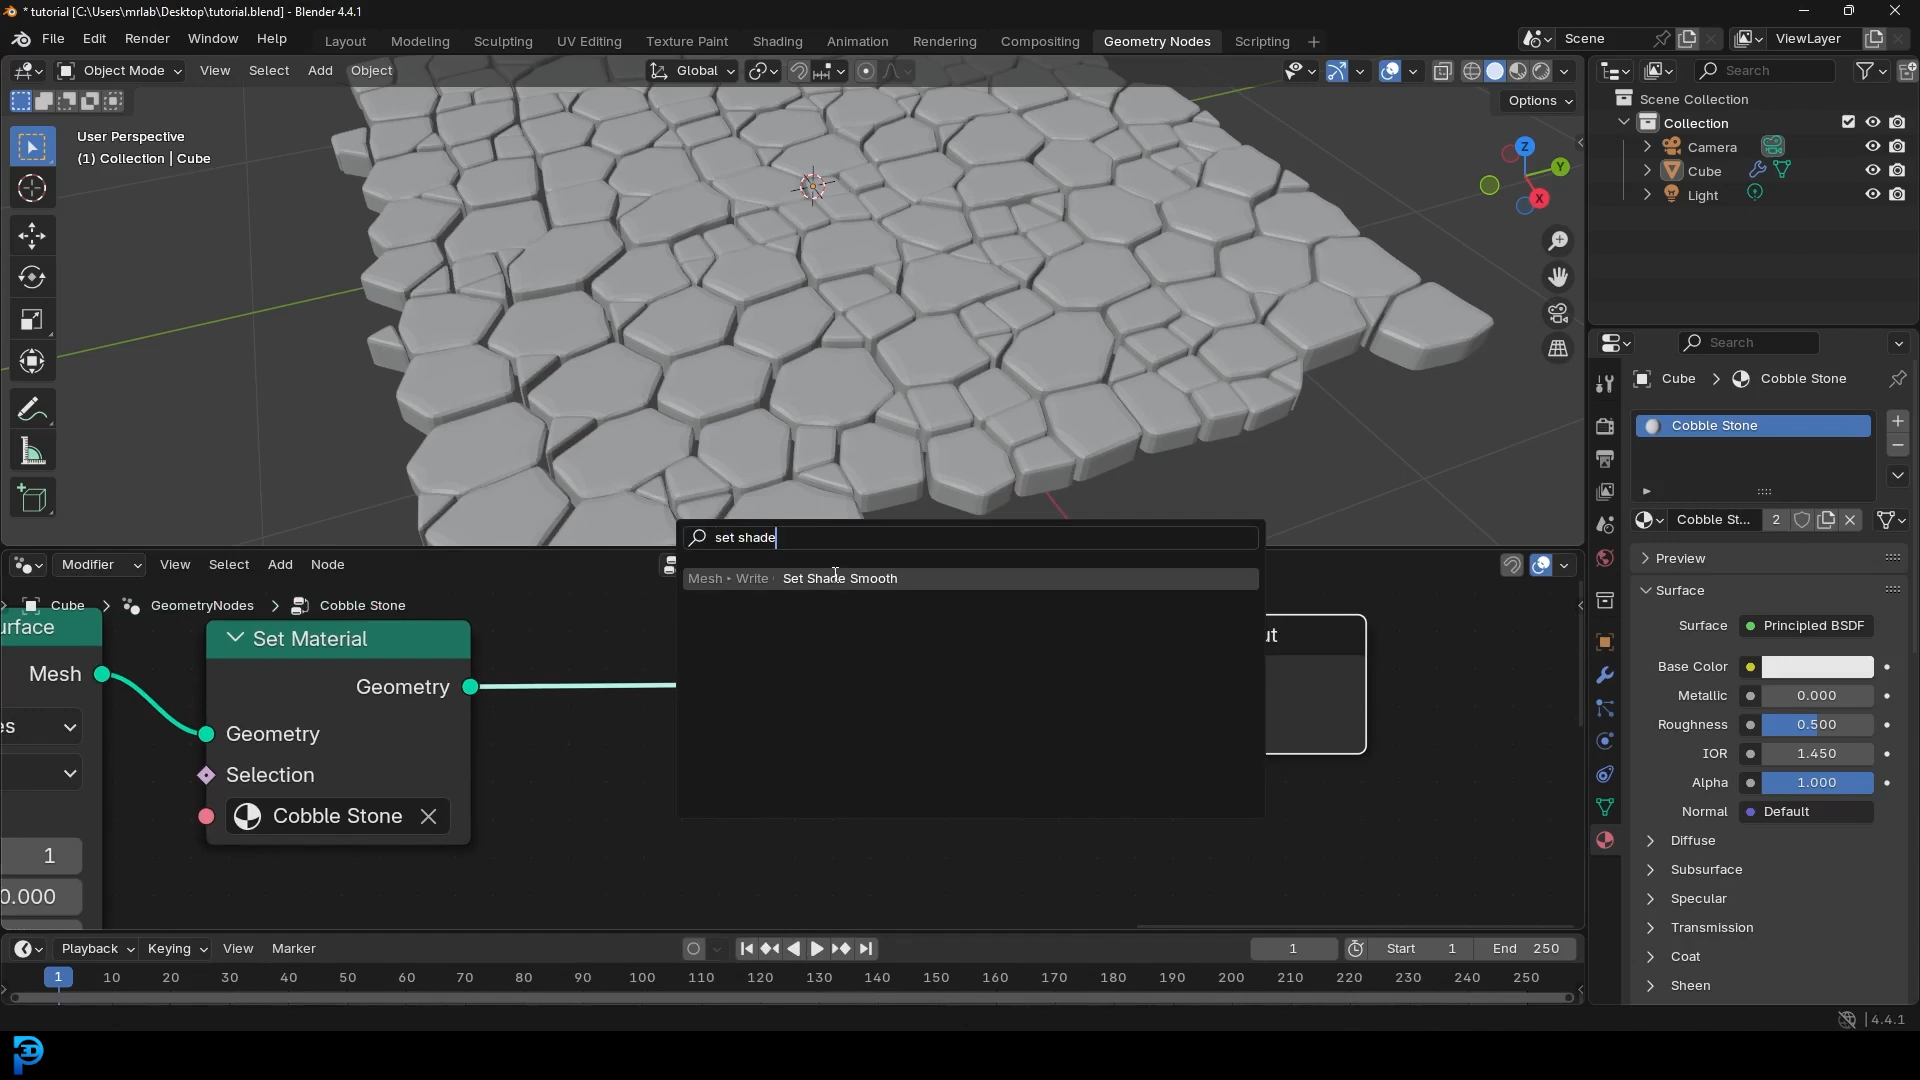 * tutorial [C:\Users\mrlab\Desktop\tutorial.blend] - Blender 4.4.1
File Edit Render Window Help
Layout Modeling Sculpting UV Editing Texture Paint Shading Animation Rendering Compositing Geometry Nodes Scripting +
Scene
ViewLayer
Object Mode View Select Add Object
Global
Options
User Perspective
(1) Collection | Cube
Z
Y
X
Search
Scene Collection
Collection
Camera
Cube
Light
Search
Cube > Cobble Stone
Cobble Stone
Cobble St... 2
Preview
Surface
Surface Principled BSDF
Base Color
Metallic 0.000
Roughness 0.500
IOR 1.450
Alpha 1.000
Normal Default
Diffuse
Subsurface
Specular
Transmission
Coat
Sheen
set shade
Mesh ▸ Write Set Shade Smooth
Modifier View Select Add Node
Cube > GeometryNodes > Cobble Stone
urface
Mesh
es
1
0.000
Set Material
Geometry
Geometry
Selection
Cobble Stone
ut
Playback Keying View Marker
1
Start 1
End 250
1 10 20 30 40 50 60 70 80 90 100 110 120 130 140 150 160 170 180 190 200 210 220 230 240 250
4.4.1